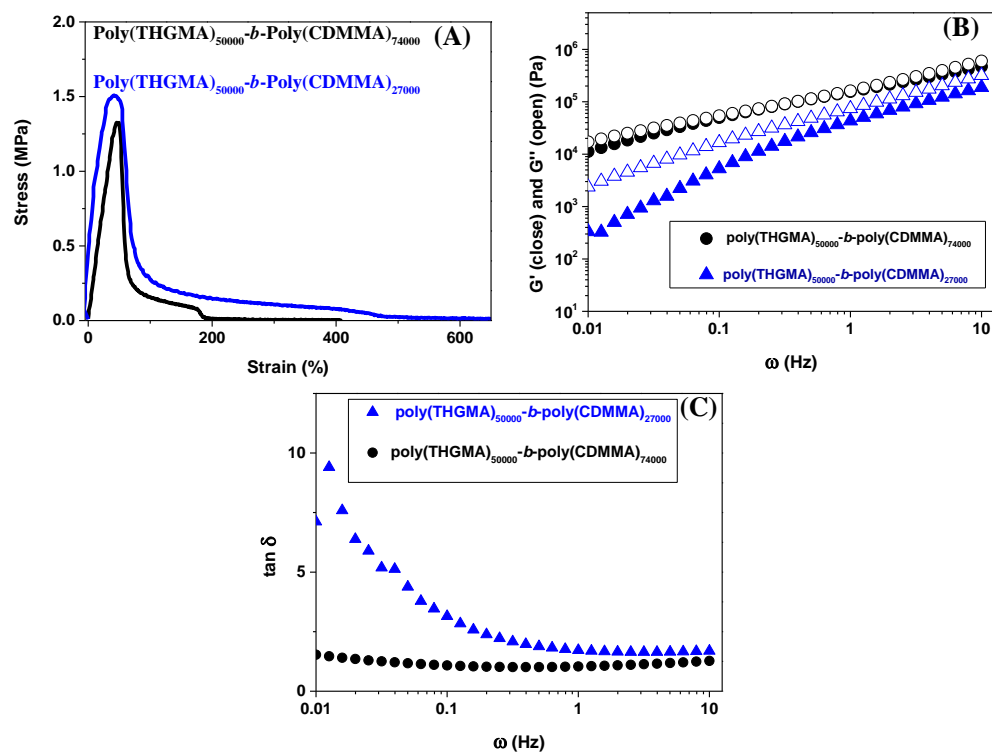 (A)
Poly(THGMA)50000-b-Poly(CDMMA)74000
Poly(THGMA)50000-b-Poly(CDMMA)27000
2.0
1.5
1.0
0.5
0.0
Stress (MPa)
0 200 400 600
Strain (%)
(B)
10^6
10^5
10^4
10^3
10^2
10^1
G' (close) and G'' (open) (Pa)
poly(THGMA)50000-b-poly(CDMMA)74000
poly(THGMA)50000-b-poly(CDMMA)27000
0.01 0.1 1 10
ω (Hz)
(C)
poly(THGMA)50000-b-poly(CDMMA)27000
poly(THGMA)50000-b-poly(CDMMA)74000
10
5
0
tan δ
0.01 0.1 1 10
ω (Hz)